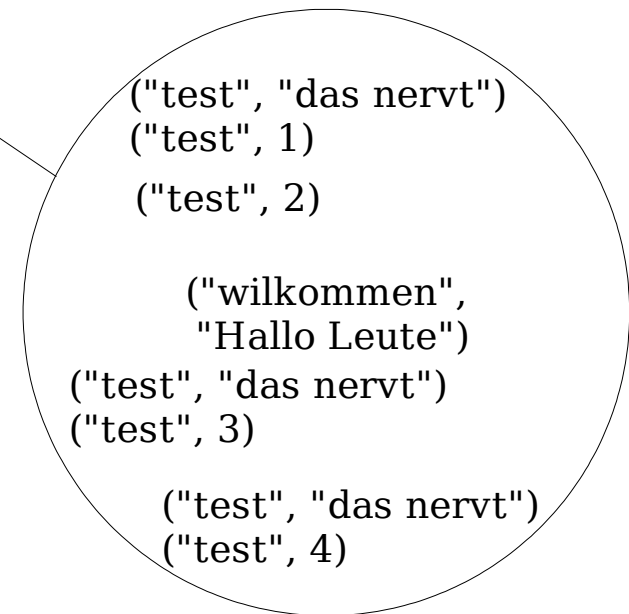 ("test", "das nervt")
("test", 1)
("test", 2)
("wilkommen",
"Hallo Leute")
("test", "das nervt")
("test", 3)
("test", "das nervt")
("test", 4)